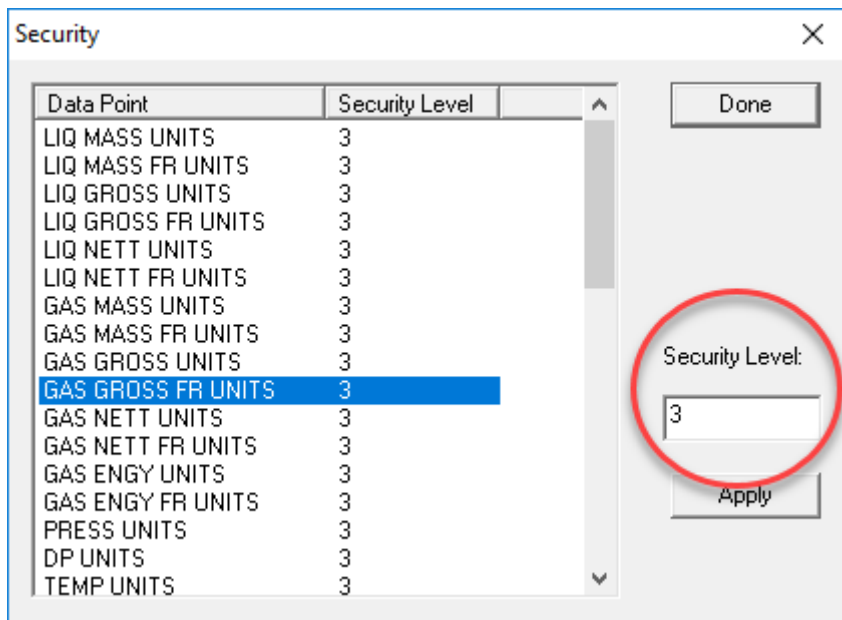 Security
Data Point Security Level
LIQ MASS UNITS 3
LIQ MASS FR UNITS 3
LIQ GROSS UNITS 3
LIQ GROSS FR UNITS 3
LIQ NETT UNITS 3
LIQ NETT FR UNITS 3
GAS MASS UNITS 3
GAS MASS FR UNITS 3
GAS GROSS UNITS 3
GAS GROSS FR UNITS 3
GAS NETT UNITS 3
GAS NETT FR UNITS 3
GAS ENGY UNITS 3
GAS ENGY FR UNITS 3
PRESS UNITS 3
DP UNITS 3
TEMP UNITS 3
Done
Security Level:
3
Apply